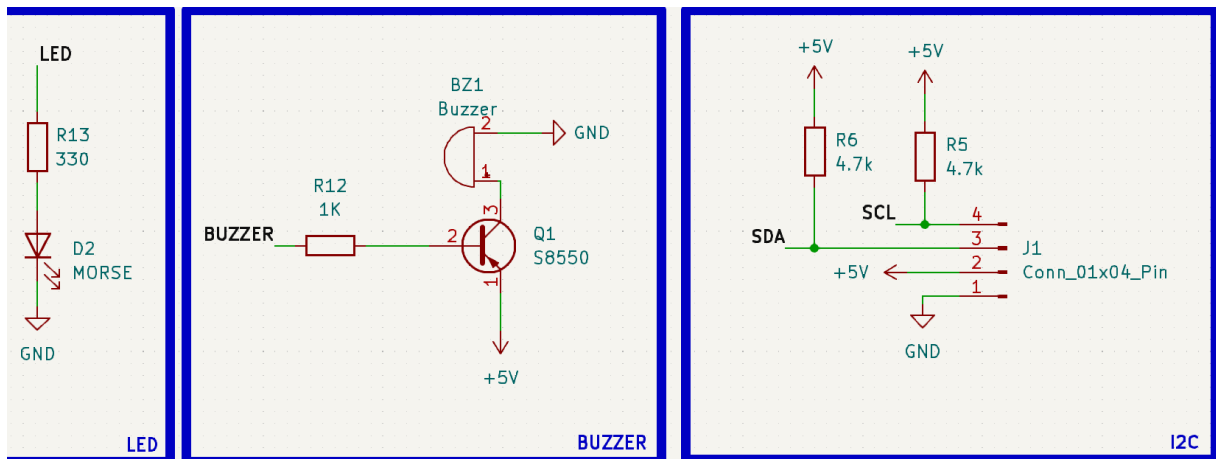 LED
R13
330
D2
MORSE
GND
LED
BZ1
Buzzer
2
GND
1
R12
1K
3
BUZZER
2
Q1
S8550
1
+5V
BUZZER
+5V
+5V
R6
4.7k
R5
4.7k
SCL
4
SDA
3
J1
+5V
2
Conn_01x04_Pin
1
GND
I2C